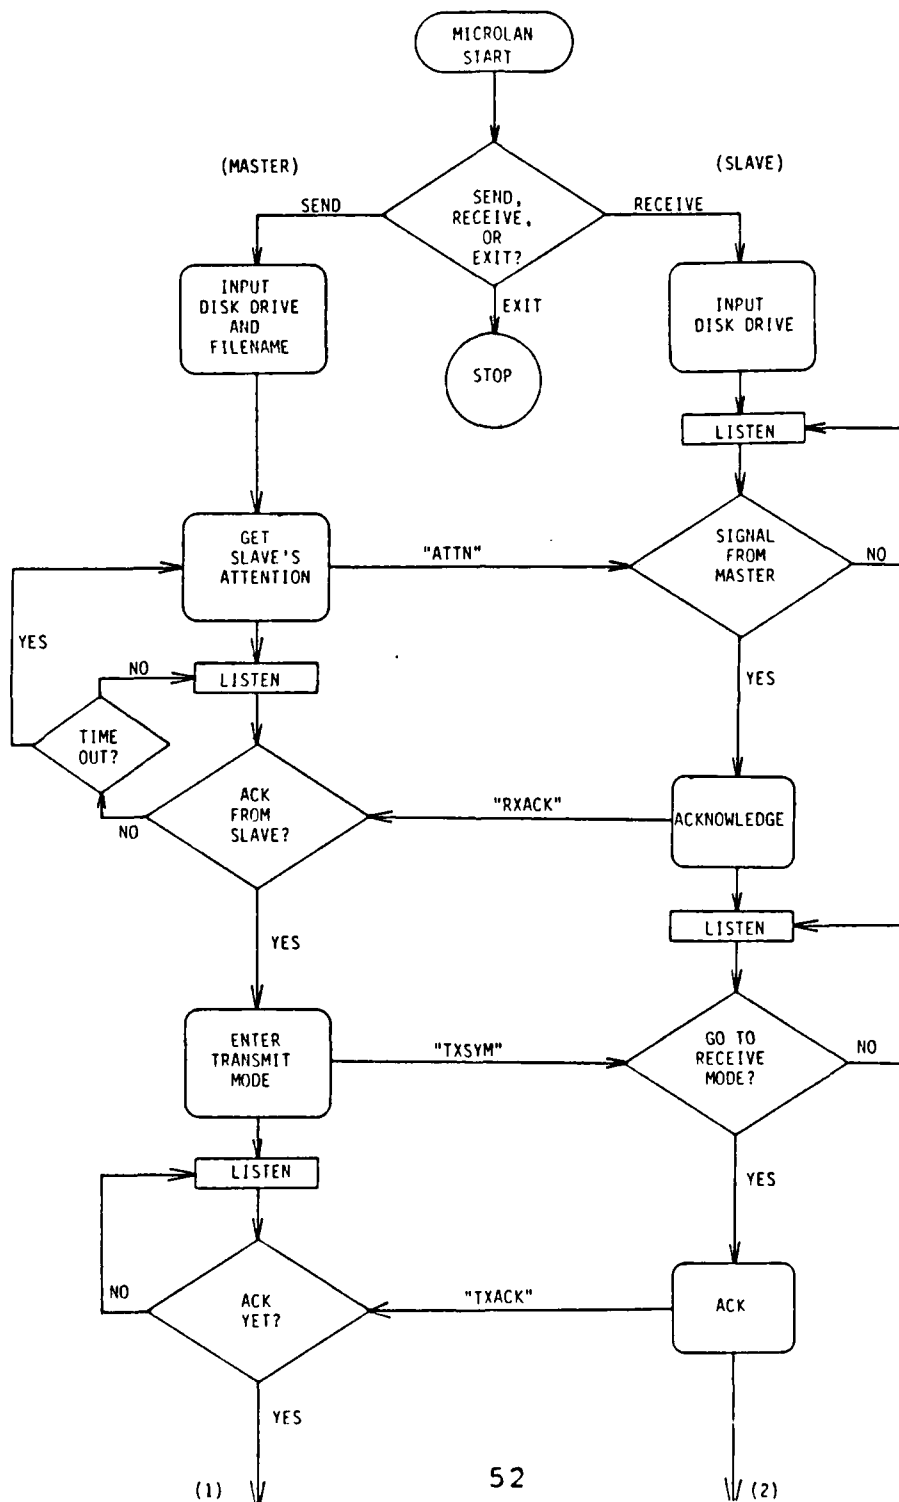 MICROLAN
START
(MASTER)
(SLAVE)
SEND,
RECEIVE,
OR
EXIT?
SEND
RECEIVE
EXIT
INPUT
DISK DRIVE
AND
FILENAME
STOP
INPUT
DISK DRIVE
LISTEN
GET
SLAVE'S
ATTENTION
"ATTN"
SIGNAL
FROM
MASTER
NO
YES
YES
NO
LISTEN
TIME
OUT?
ACK
FROM
SLAVE?
NO
"RXACK"
ACKNOWLEDGE
LISTEN
YES
ENTER
TRANSMIT
MODE
"TXSYM"
GO TO
RECEIVE
MODE?
NO
LISTEN
YES
NO
ACK
YET?
"TXACK"
ACK
YES
(1)
52
(2)